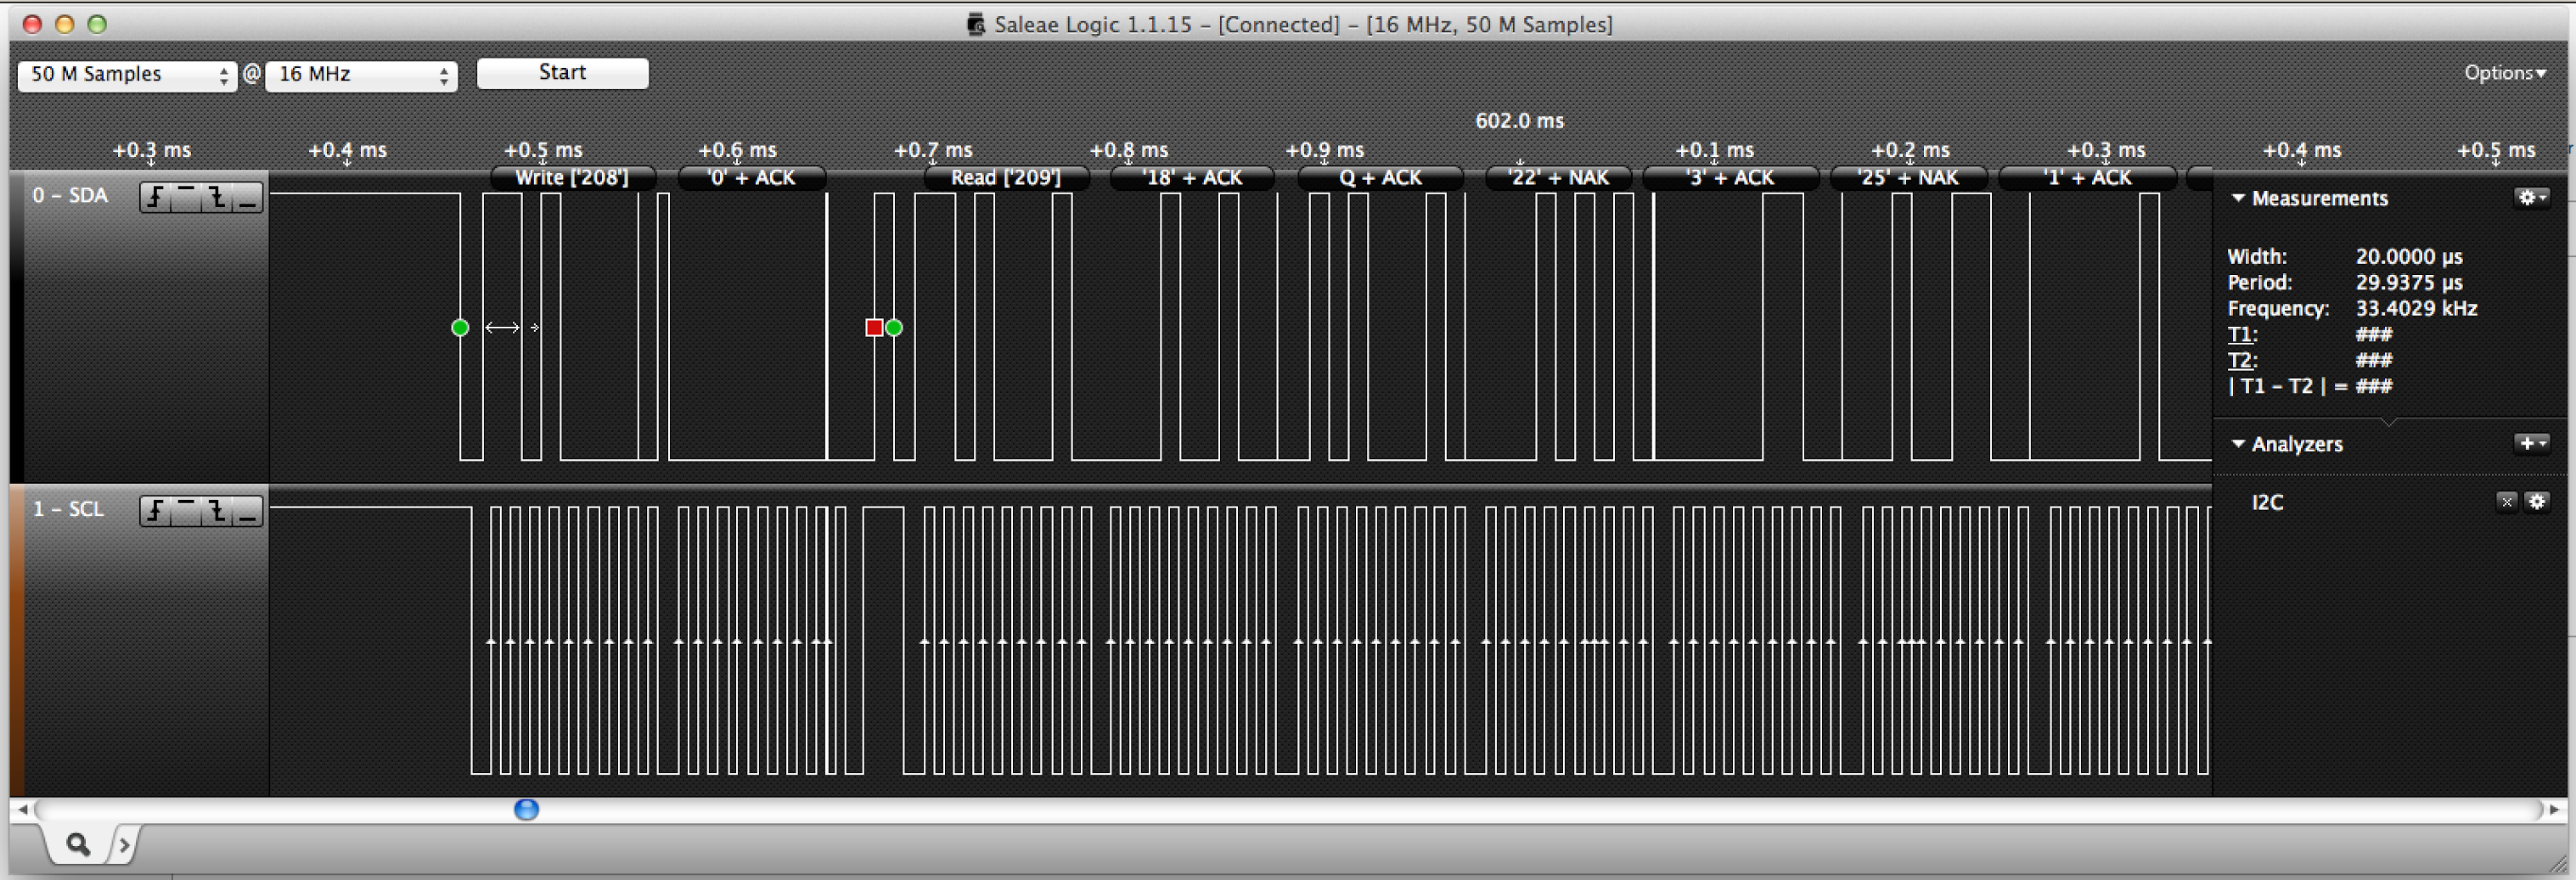 Saleae Logic 1.1.15 – [Connected] – [16 MHz, 50 M Samples]
50 M Samples @ 16 MHz Start Options▾
602.0 ms
+0.3 ms +0.4 ms +0.5 ms +0.6 ms +0.7 ms +0.8 ms +0.9 ms +0.1 ms +0.2 ms +0.3 ms +0.4 ms +0.5 ms
Write ['208'] '0' + ACK Read ['209'] '18' + ACK Q + ACK '22' + NAK '3' + ACK '25' + NAK '1' + ACK
0 – SDA
1 – SCL
Measurements
Width: 20.0000 µs
Period: 29.9375 µs
Frequency: 33.4029 kHz
T1: ###
T2: ###
| T1 – T2 | = ###
Analyzers
I2C